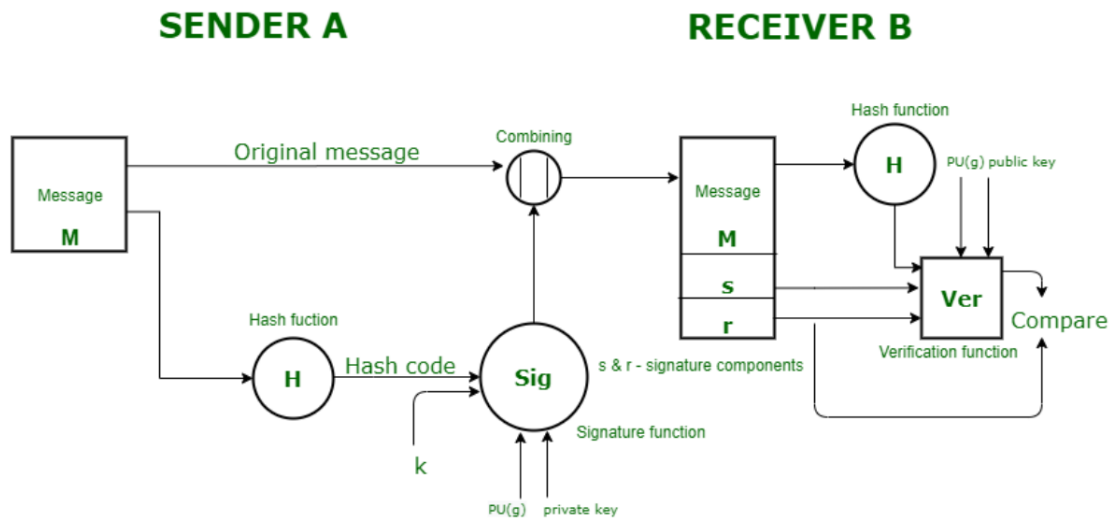 SENDER A
RECEIVER B
Hash function
Combining
Original message
H
PU(g) public key
Message
M
Message
M
s
r
Ver
Compare
Verification function
Hash fuction
H
Hash code
Sig
s & r - signature components
Signature function
k
PU(g)
private key